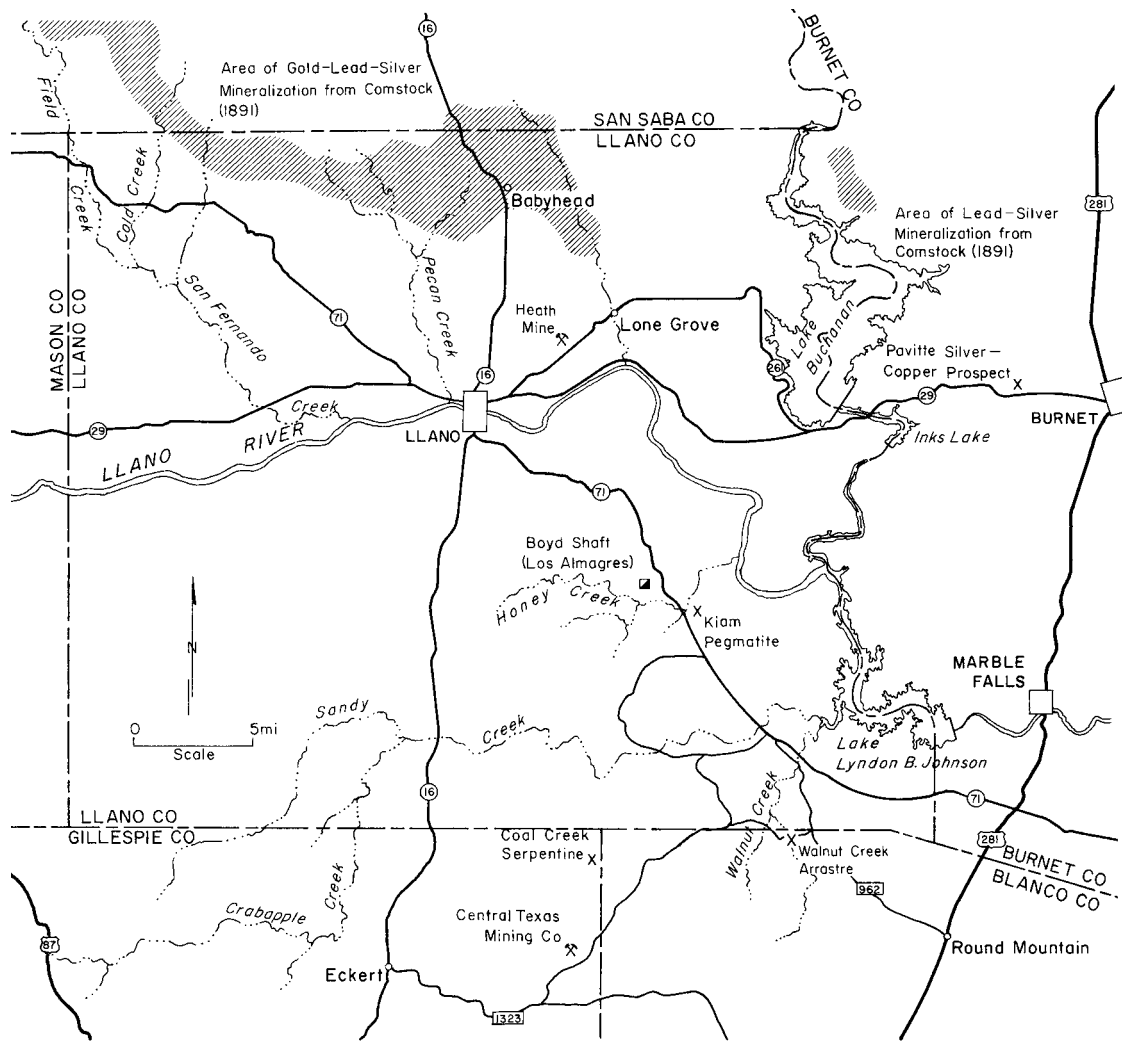 16
BURNET CO
Area of Gold-Lead-Silver
Mineralization from Comstock
(1891)
Field
Creek
SAN SABA CO
LLANO CO
Cold Creek
Babyhead
281
Area of Lead-Silver
Mineralization from
Comstock (1891)
Pecan Creek
San Fernando
Creek
MASON CO
LLANO CO
71
Heath
Mine
Lone Grove
Lake
Buchanan
261
Pavitte Silver-
Copper Prospect X
16
29
BURNET
29
LLANO
LLANO RIVER
Inks Lake
71
Boyd Shaft
(Los Almagres)
Honey Creek
X Kiam
Pegmatite
N
MARBLE
FALLS
Sandy
Creek
0 5mi
Scale
Lake
Lyndon B. Johnson
16
71
Walnut Creek
LLANO CO
GILLESPIE CO
Coal Creek
Serpentine X
X
Walnut Creek
Arrastre
281
BURNET CO
BLANCO CO
962
Crabapple
Creek
Central Texas
Mining Co
87
Round Mountain
Eckert
1323